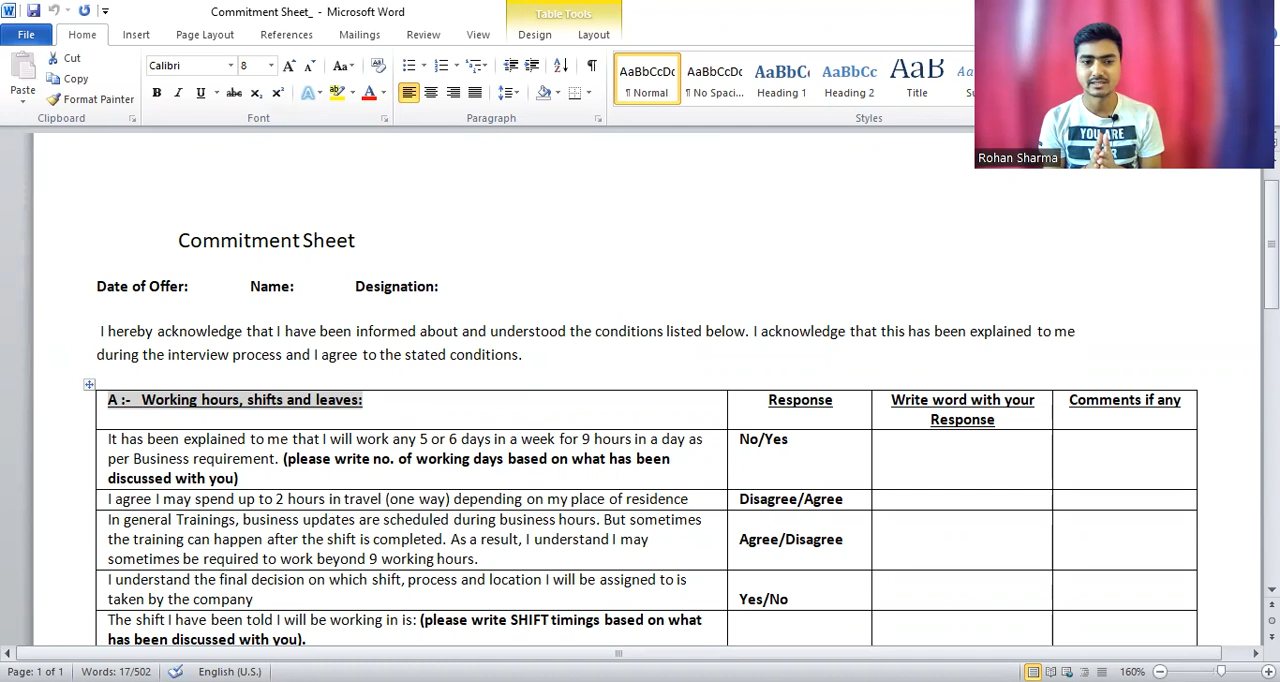 Commitment Sheet_ - Microsoft Word
Table Tools
File Home Insert Page Layout References Mailings Review View Design Layout
Cut
Copy
Format Painter
Paste
Calibri 8
Clipboard Font Paragraph Styles
AaBbCcDc AaBbCcDc AaBbC AaBbCc AaB
¶ Normal ¶ No Spaci... Heading 1 Heading 2 Title
YOU ARE
Rohan Sharma
Commitment Sheet
Date of Offer: Name: Designation:
I hereby acknowledge that I have been informed about and understood the conditions listed below. I acknowledge that this has been explained to me
during the interview process and I agree to the stated conditions.
A :- Working hours, shifts and leaves:
Response
Write word with your
Response
Comments if any
It has been explained to me that I will work any 5 or 6 days in a week for 9 hours in a day as
per Business requirement. (please write no. of working days based on what has been
discussed with you)
No/Yes
I agree I may spend up to 2 hours in travel (one way) depending on my place of residence
Disagree/Agree
In general Trainings, business updates are scheduled during business hours. But sometimes
the training can happen after the shift is completed. As a result, I understand I may
sometimes be required to work beyond 9 working hours.
Agree/Disagree
I understand the final decision on which shift, process and location I will be assigned to is
taken by the company
Yes/No
The shift I have been told I will be working in is: (please write SHIFT timings based on what
has been discussed with you).
Page: 1 of 1 Words: 17/502 English (U.S.) 160%